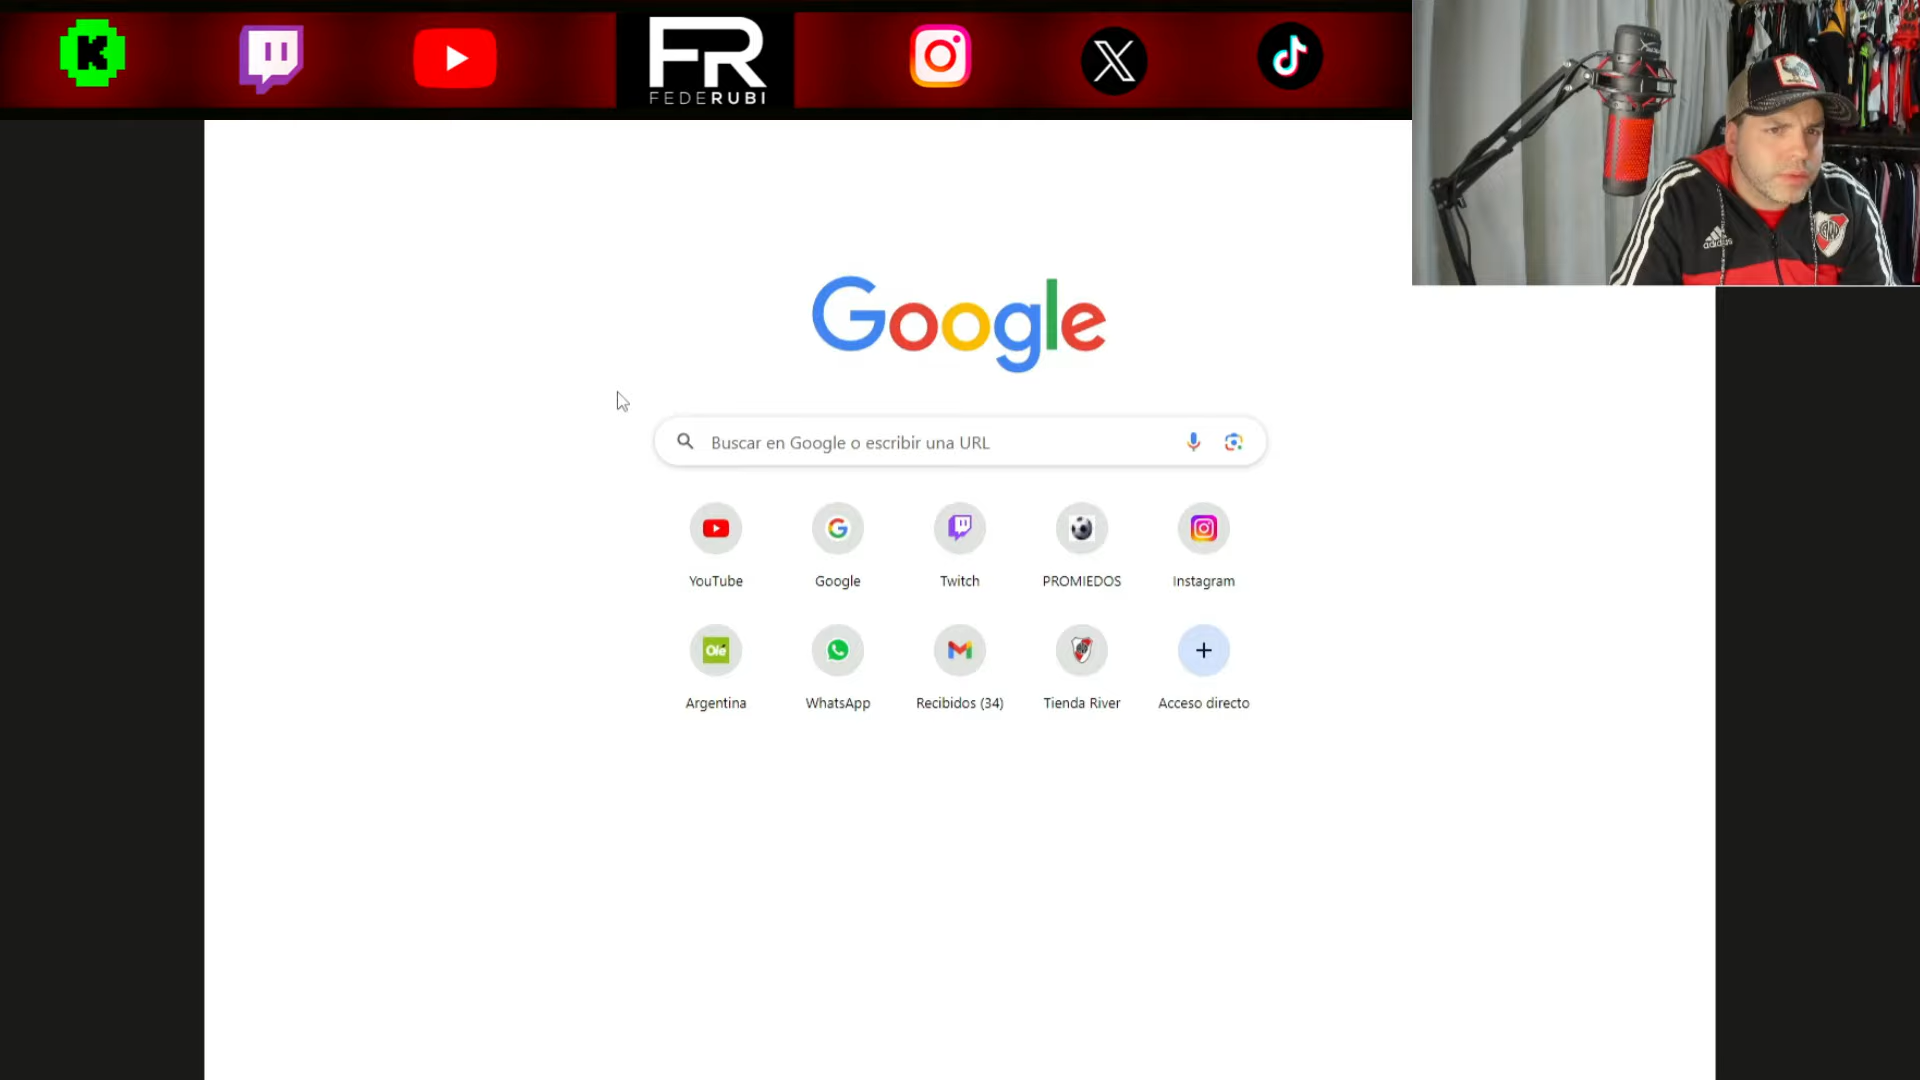 FR
FEDERUBI
Google
Buscar en Google o escribir una URL
YouTube
Google
Twitch
PROMIEDOS
Instagram
Olé
Argentina
WhatsApp
Recibidos (34)
Tienda River
Acceso directo
adidas